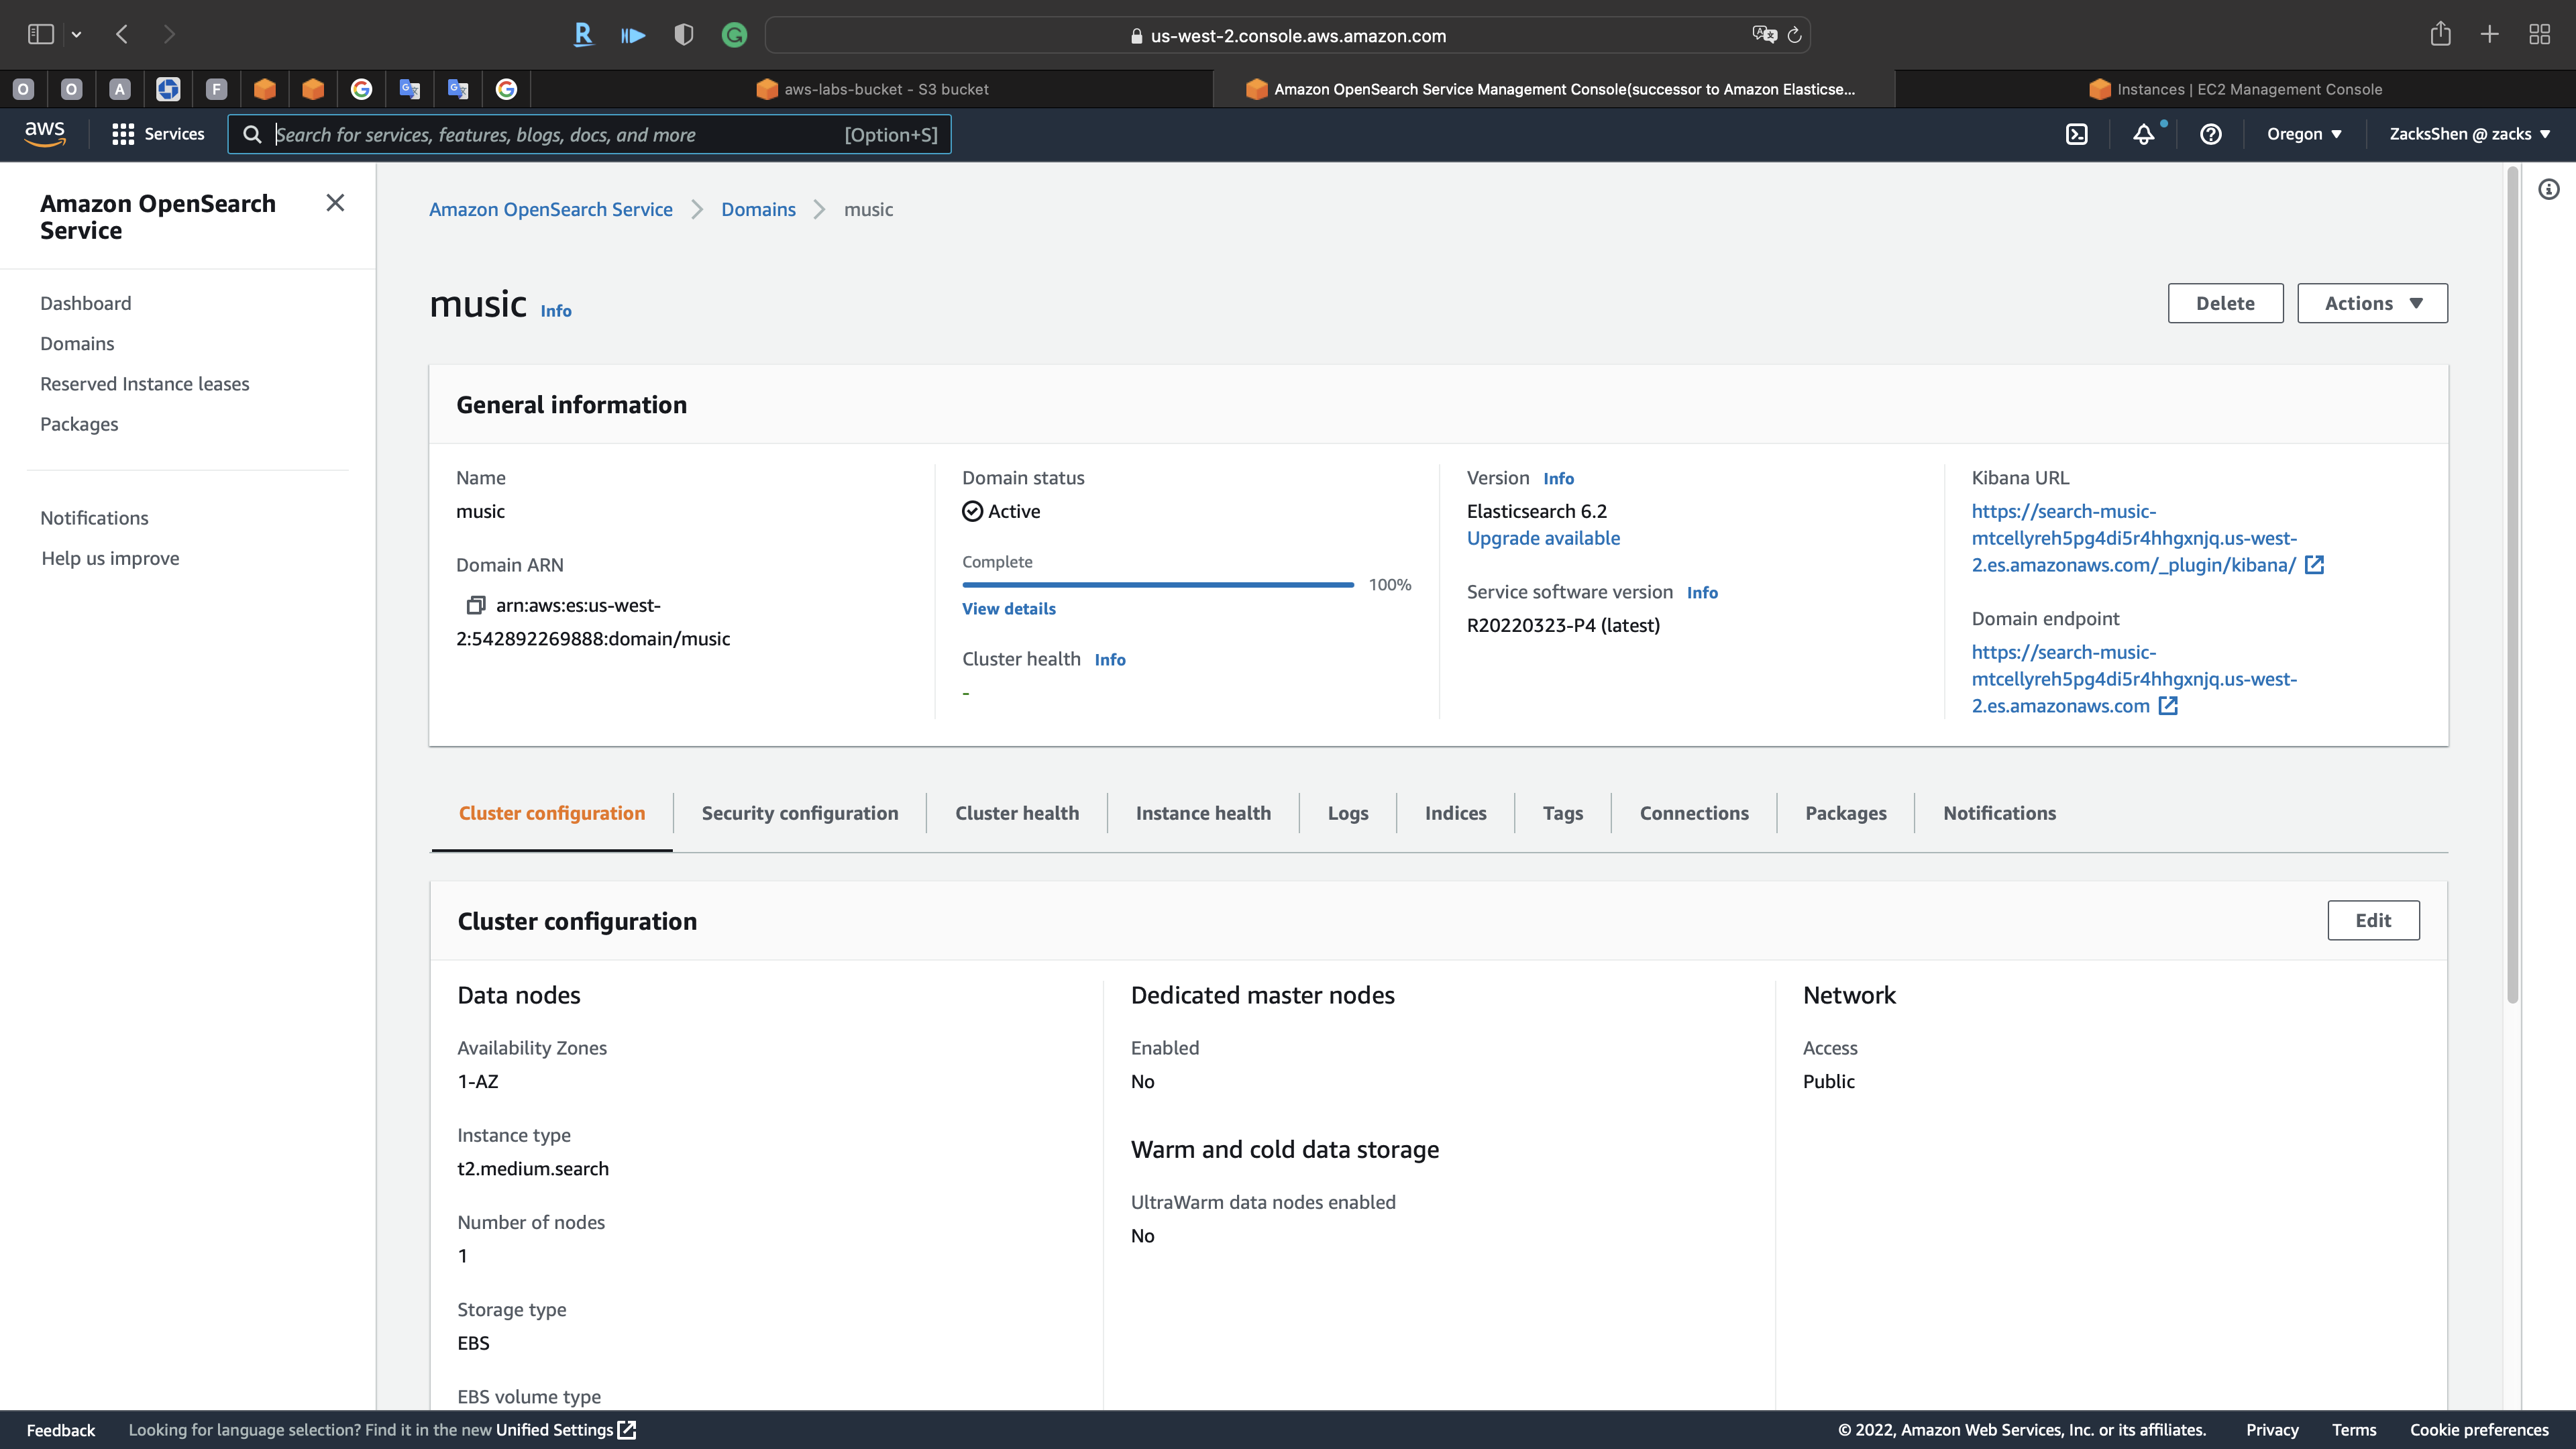 us-west-2.console.aws.amazon.com
O
O
A
F
aws-labs-bucket - S3 bucket
Amazon OpenSearch Service Management Console(successor to Amazon Elasticse...
Instances | EC2 Management Console
aws
Services
Search for services, features, blogs, docs, and more
[Option+S]
Oregon
ZacksShen @ zacks
Amazon OpenSearch
Service
Dashboard
Domains
Reserved Instance leases
Packages
Notifications
Help us improve
Amazon OpenSearch Service
Domains
music
music
Info
Delete
Actions
General information
Name
music
Domain ARN
arn:aws:es:us-west-
2:542892269888:domain/music
Domain status
Active
Complete
100%
View details
Cluster health Info
-
Version Info
Elasticsearch 6.2
Upgrade available
Service software version Info
R20220323-P4 (latest)
Kibana URL
https://search-music-
mtcellyreh5pg4di5r4hhgxnjq.us-west-
2.es.amazonaws.com/_plugin/kibana/
Domain endpoint
https://search-music-
mtcellyreh5pg4di5r4hhgxnjq.us-west-
2.es.amazonaws.com
Cluster configuration
Security configuration
Cluster health
Instance health
Logs
Indices
Tags
Connections
Packages
Notifications
Cluster configuration
Edit
Data nodes
Availability Zones
1-AZ
Instance type
t2.medium.search
Number of nodes
1
Storage type
EBS
EBS volume type
Dedicated master nodes
Enabled
No
Warm and cold data storage
UltraWarm data nodes enabled
No
Network
Access
Public
Feedback
Looking for language selection? Find it in the new Unified Settings
© 2022, Amazon Web Services, Inc. or its affiliates.
Privacy
Terms
Cookie preferences